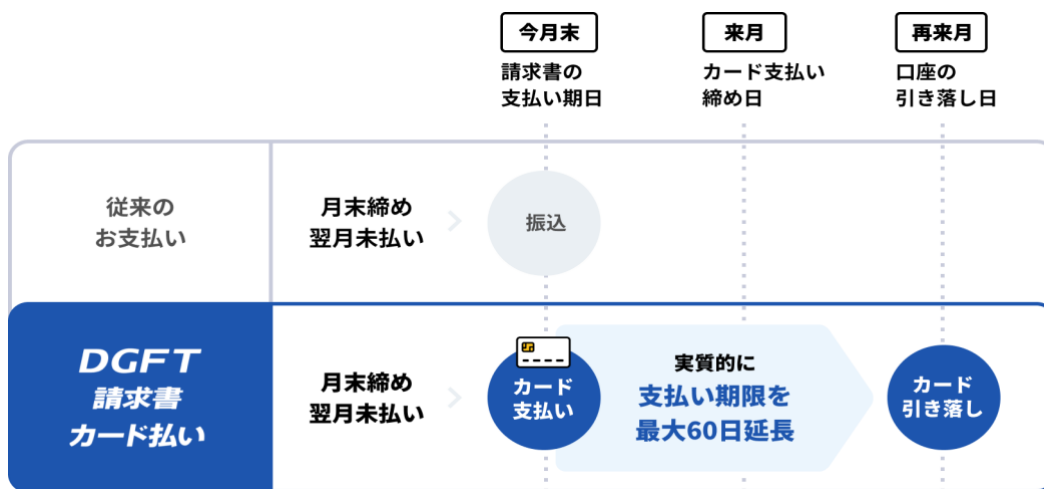 今月末
請求書の
支払い期日
来月
カード支払い
締め日
再来月
口座の
引き落し日
従来の
お支払い
月末締め
翌月未払い
振込
DGFT
請求書
カード払い
月末締め
翌月未払い
カード
支払い
実質的に
支払い期限を
最大60日延長
カード
引き落し